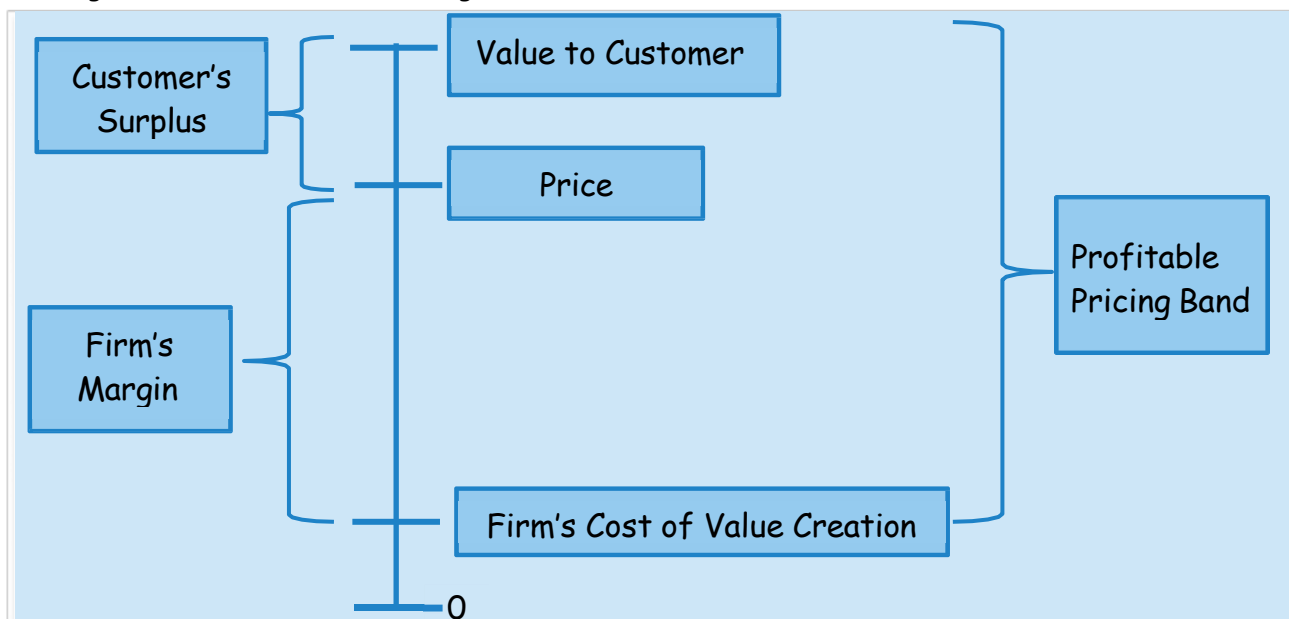 Customer's
Surplus
Value to Customer
Price
Profitable
Pricing Band
Firm's
Margin
Firm's Cost of Value Creation
0